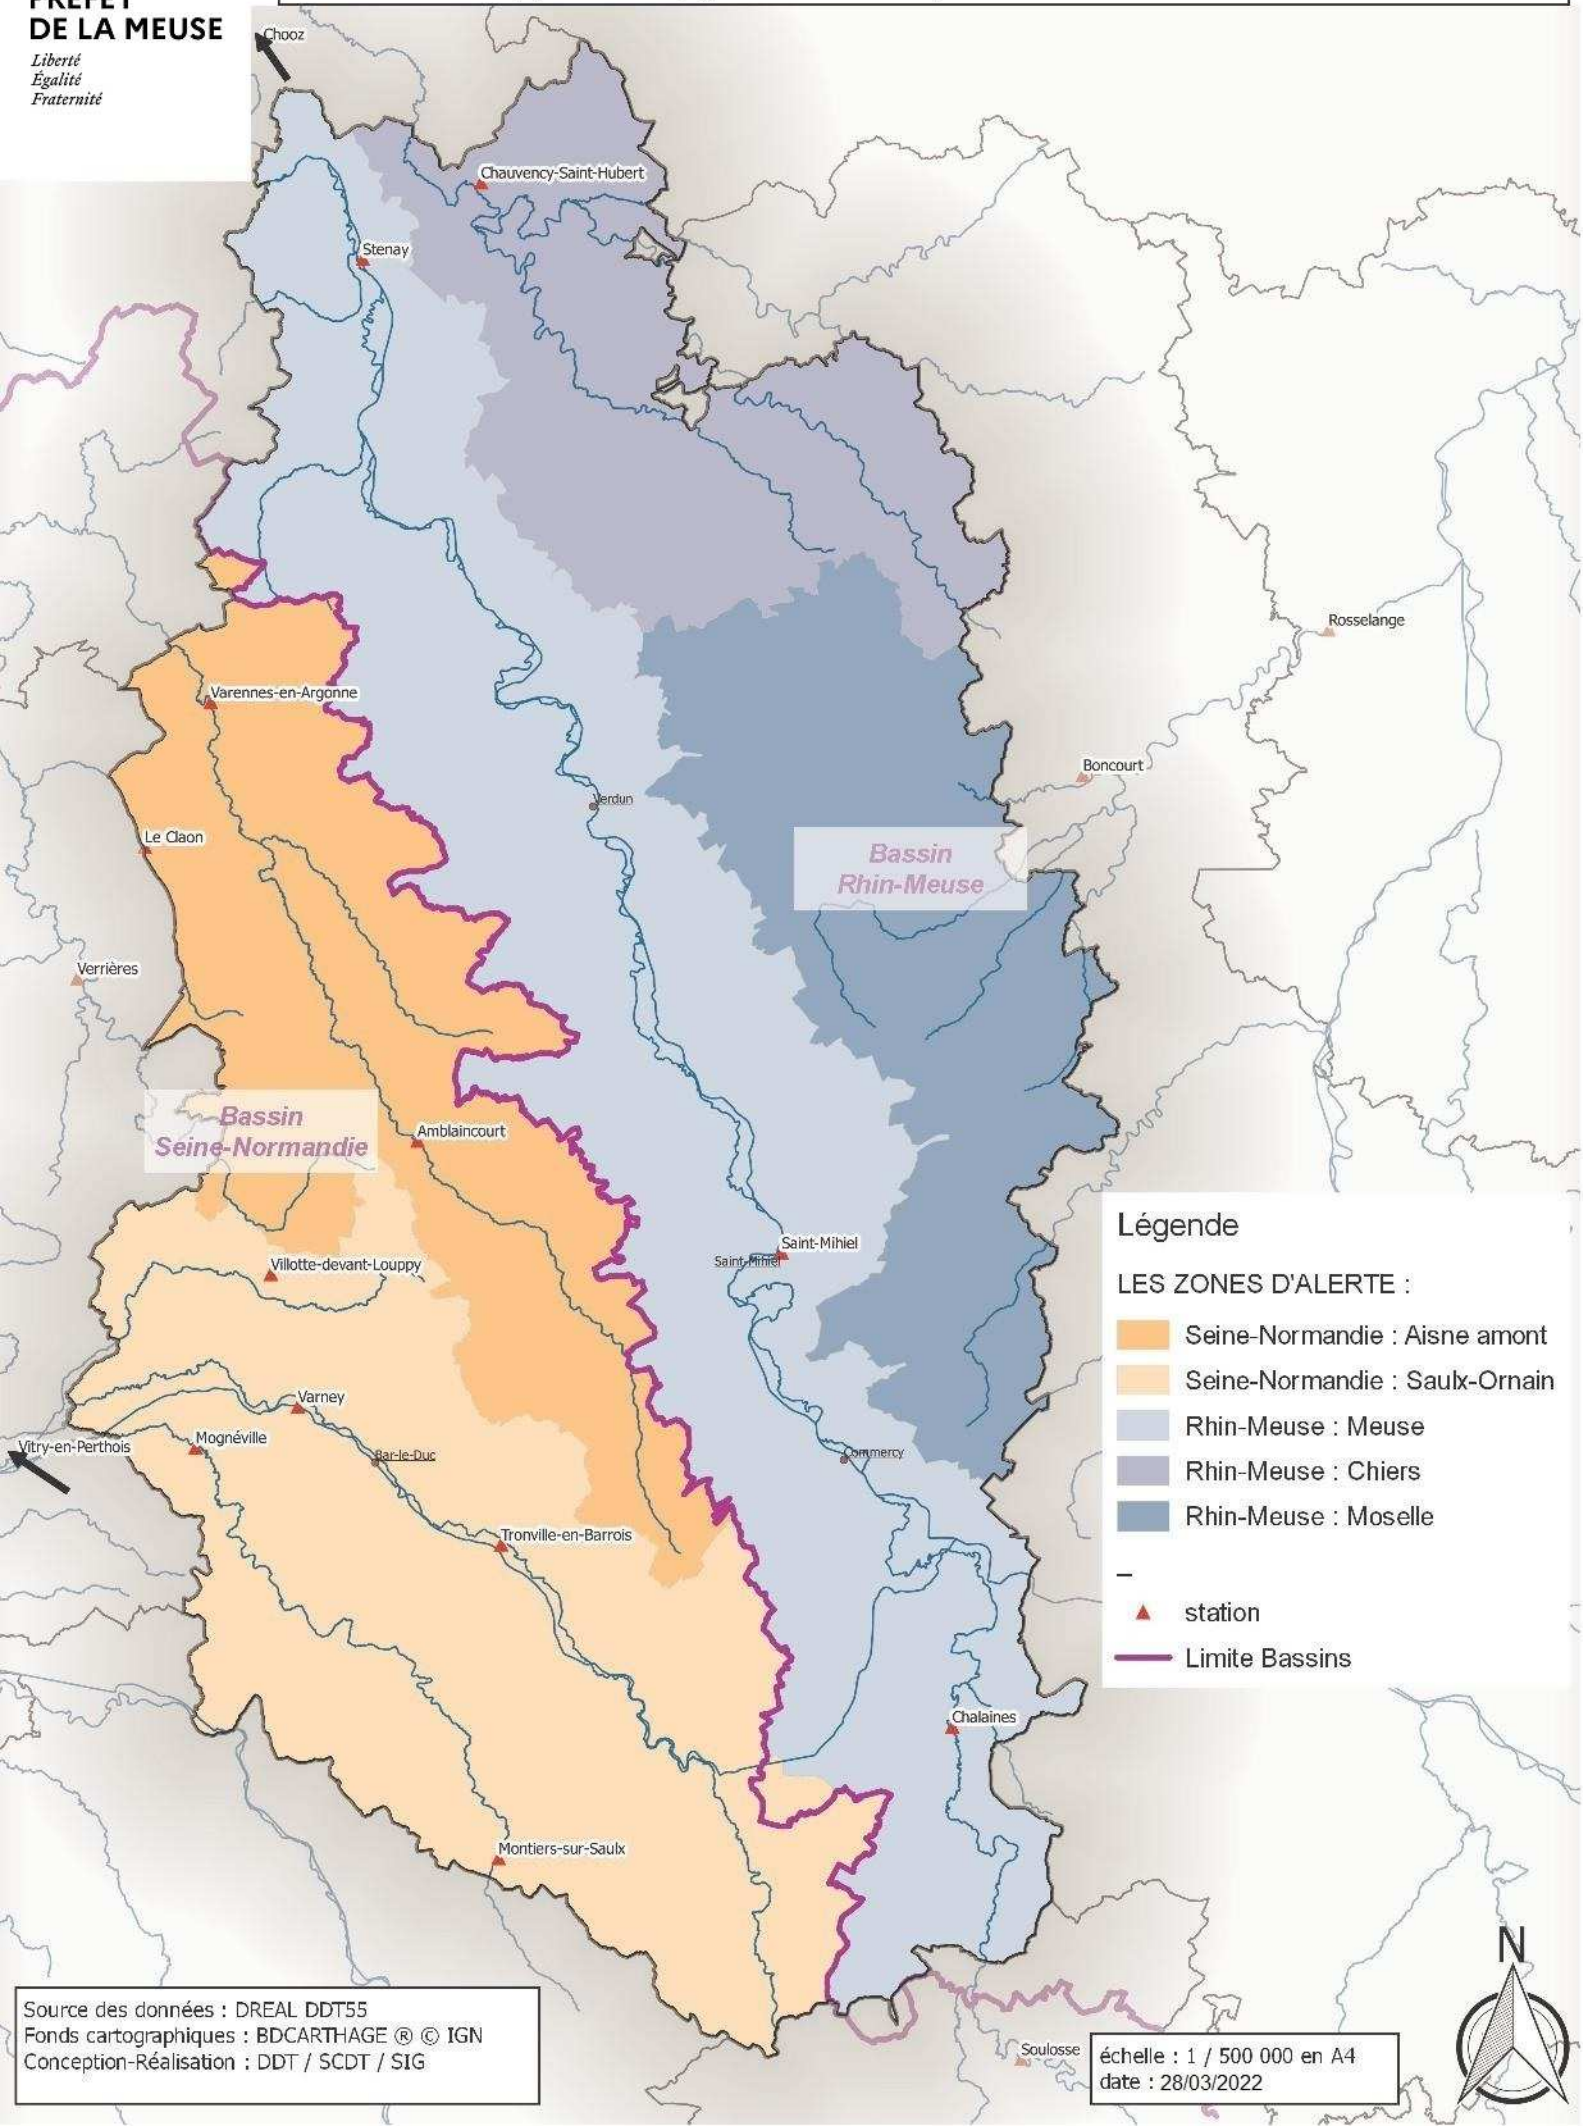 PRÉFET
DE LA MEUSE
Liberté
Égalité
Fraternité
Chooz
Chauvency-Saint-Hubert
Stenay
Rosselange
Varennes-en-Argonne
Boncourt
Verdun
Le Claon
Bassin
Rhin-Meuse
Verrières
Bassin
Seine-Normandie
Amblaincourt
Saint-Mihiel
Saint-Mihiel
Villotte-devant-Louppy
Varney
Mognéville
Vitry-en-Perthois
Bar-le-Duc
Commercy
Tronville-en-Barrois
Chalaines
Montiers-sur-Saulx
Soulosse
Légende
LES ZONES D'ALERTE :
Seine-Normandie : Aisne amont
Seine-Normandie : Saulx-Ornain
Rhin-Meuse : Meuse
Rhin-Meuse : Chiers
Rhin-Meuse : Moselle
–
station
Limite Bassins
N
Source des données : DREAL DDT55
Fonds cartographiques : BDCARTHAGE ® © IGN
Conception-Réalisation : DDT / SCDT / SIG
échelle : 1 / 500 000 en A4
date : 28/03/2022